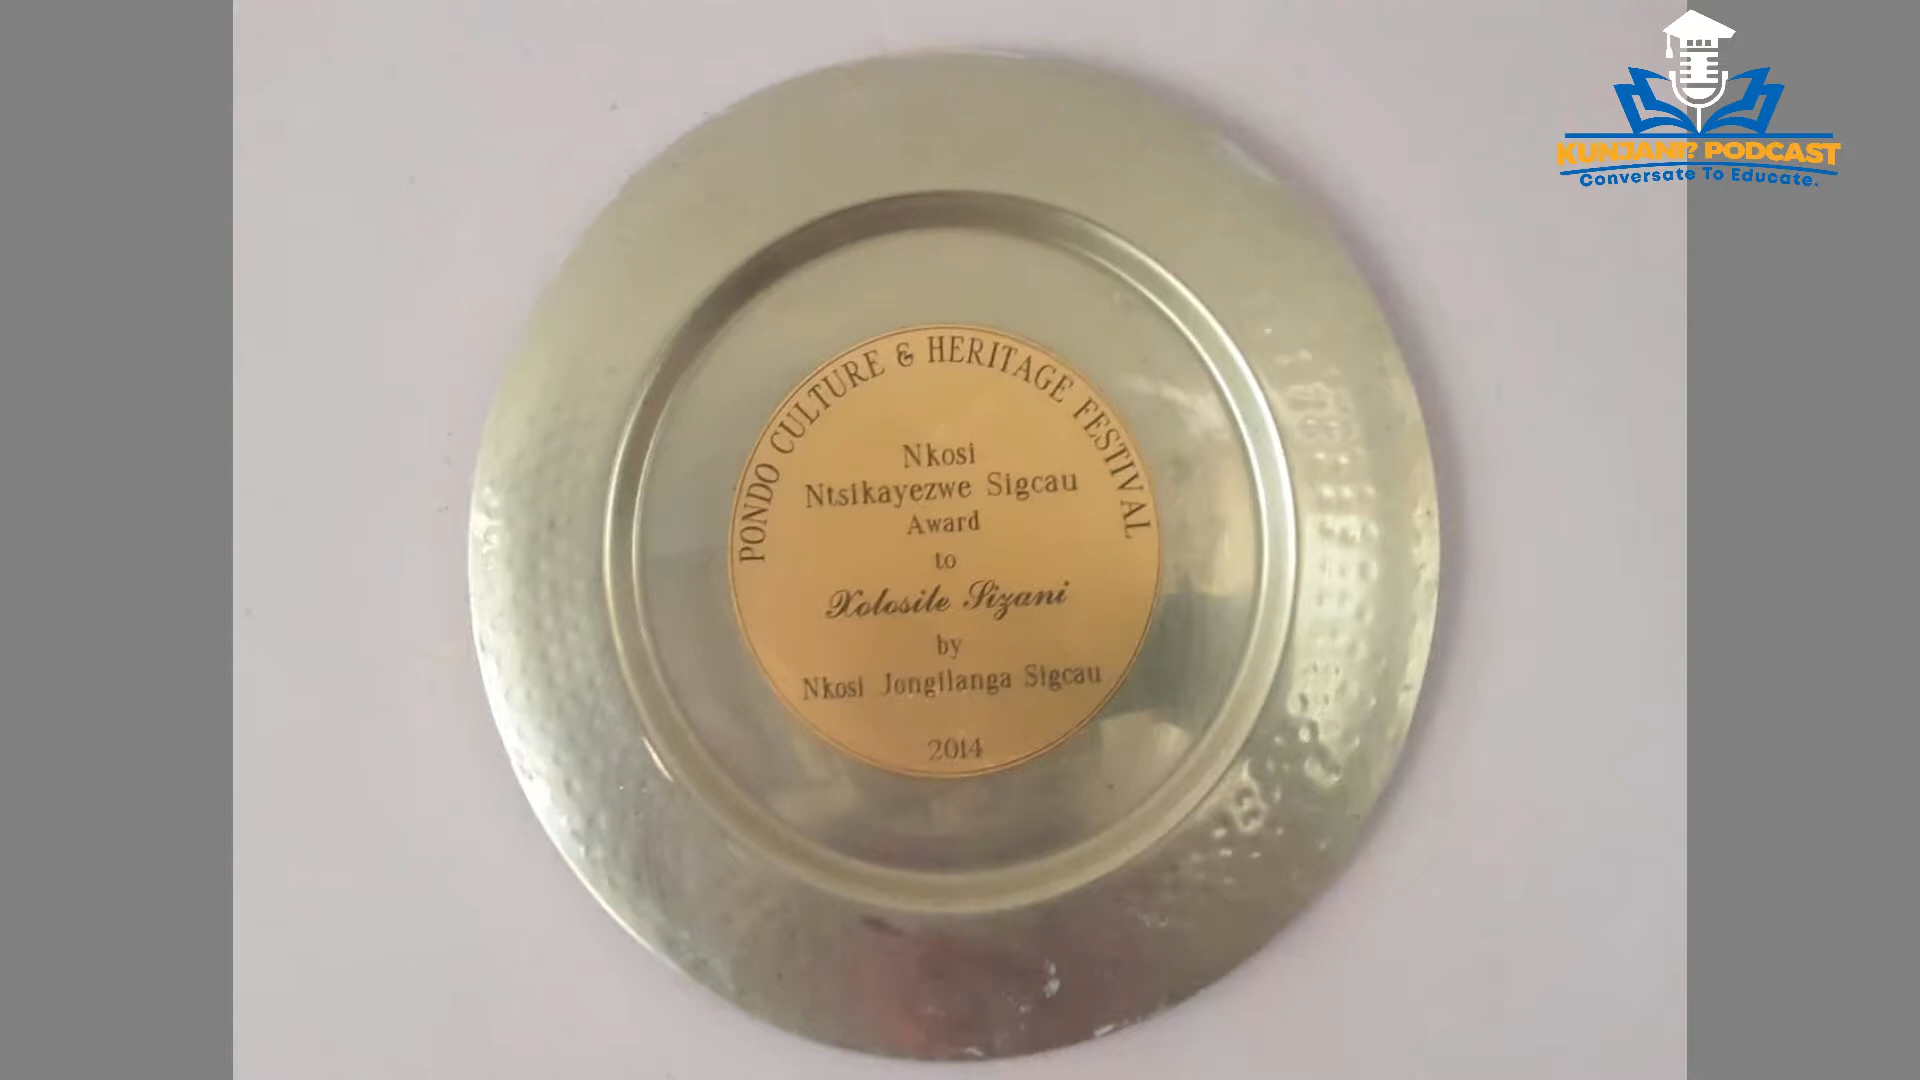 PONDO CULTURE & HERITAGE FESTIVAL
Nkosi
Ntsikayezwe Sigcau
Award
to
Xolosile Sizani
by
Nkosi Jongilanga Sigcau
2014
KUNJANI? PODCAST
Conversate To Educate.